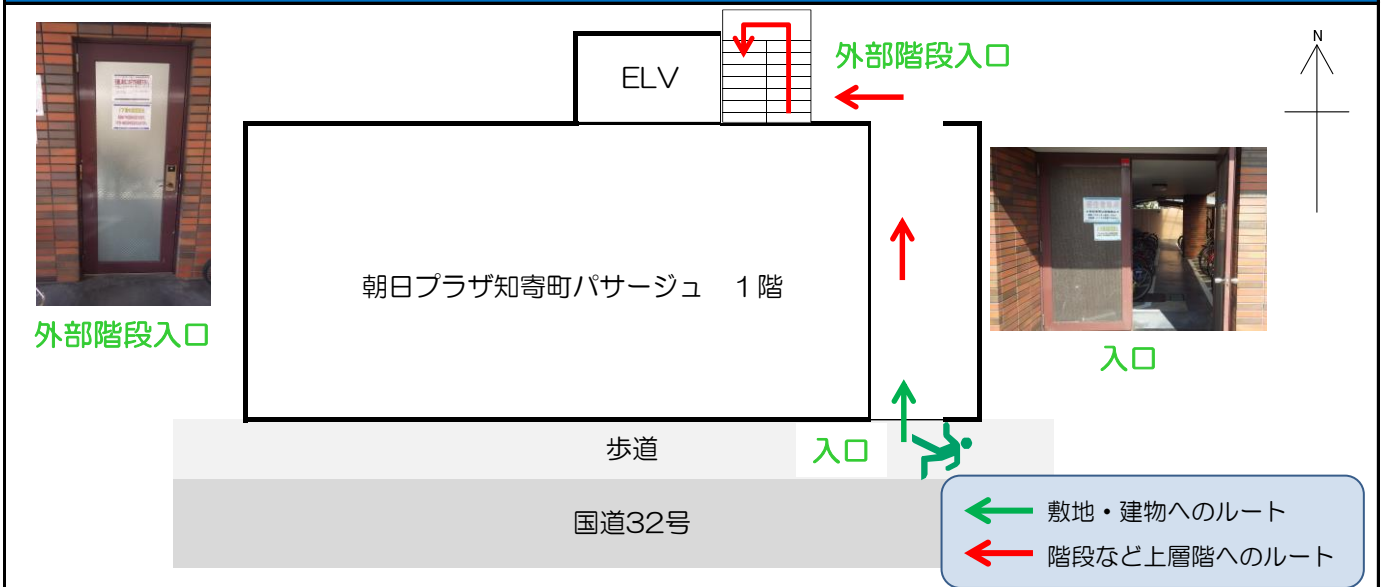 ELV
外部階段入口
N
朝日プラザ知寄町パサージュ　1階
外部階段入口
入口
歩道
入口
国道32号
敷地・建物へのルート
階段など上層階へのルート